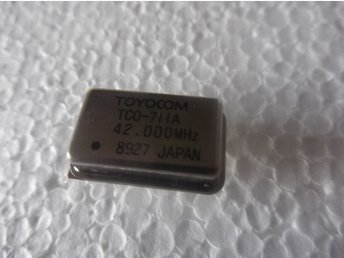 TOYOCOM
TCO-711A
42.000MHz
8927 JAPAN